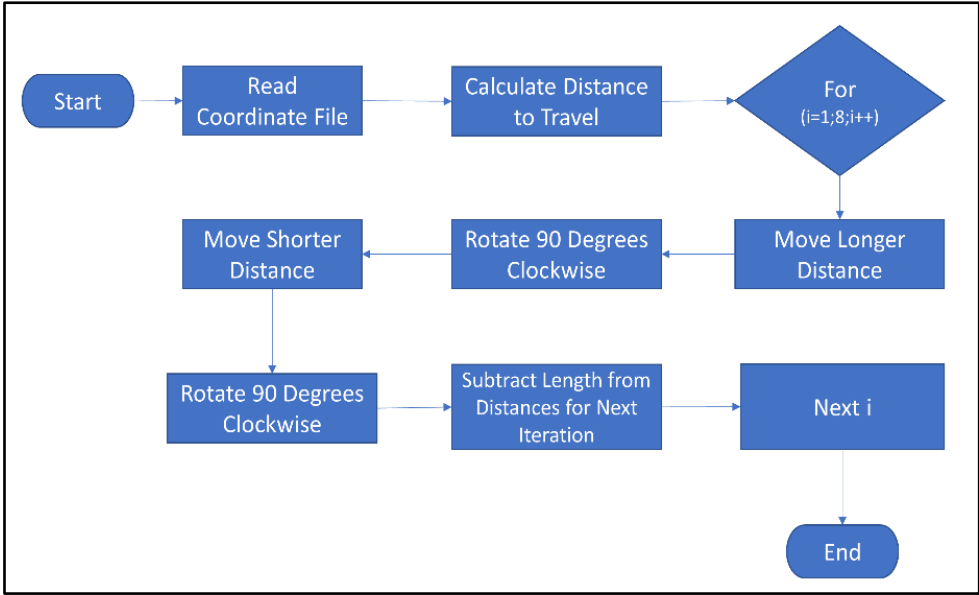 Start
Read
Coordinate File
Calculate Distance
to Travel
For
(i=1;8;i++)
Move Longer
Distance
Rotate 90 Degrees
Clockwise
Move Shorter
Distance
Rotate 90 Degrees
Clockwise
Subtract Length from
Distances for Next
Iteration
Next i
End